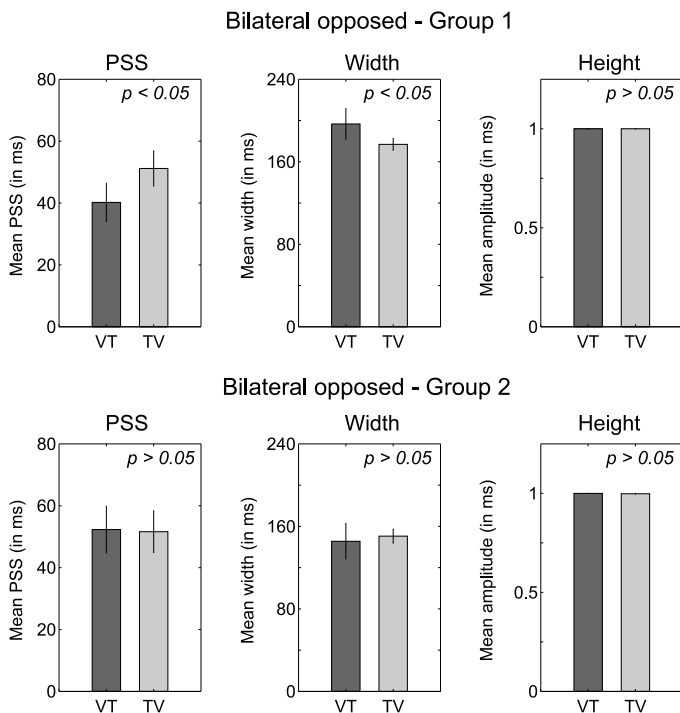 Bilateral opposed - Group 1
PSS
Width
Height
80
60
40
20
0
Mean PSS (in ms)
p < 0.05
VT TV
240
160
80
0
Mean width (in ms)
p < 0.05
VT TV
1
0.5
0
Mean amplitude (in ms)
p > 0.05
VT TV
Bilateral opposed - Group 2
PSS
Width
Height
80
60
40
20
0
Mean PSS (in ms)
p > 0.05
VT TV
240
160
80
0
Mean width (in ms)
p > 0.05
VT TV
1
0.5
0
Mean amplitude (in ms)
p > 0.05
VT TV